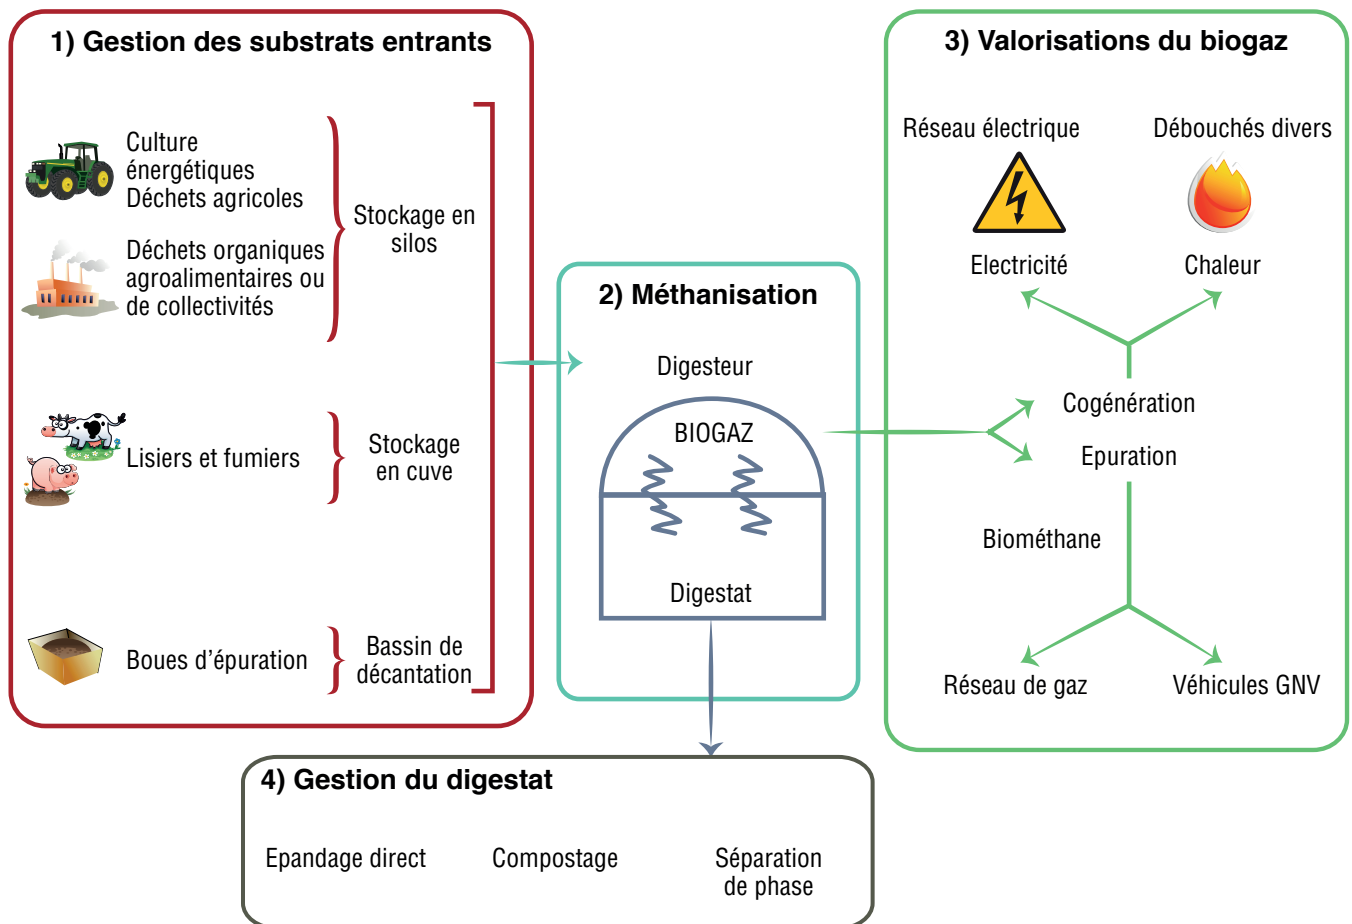 1) Gestion des substrats entrants
Culture
énergétiques
Déchets agricoles
Déchets organiques
agroalimentaires ou
de collectivités
Stockage en
silos
Lisiers et fumiers
Stockage
en cuve
Boues d’épuration
Bassin de
décantation
2) Méthanisation
Digesteur
BIOGAZ
Digestat
3) Valorisations du biogaz
Réseau électrique
Débouchés divers
Electricité
Chaleur
Cogénération
Epuration
Biométhane
Réseau de gaz
Véhicules GNV
4) Gestion du digestat
Epandage direct
Compostage
Séparation
de phase